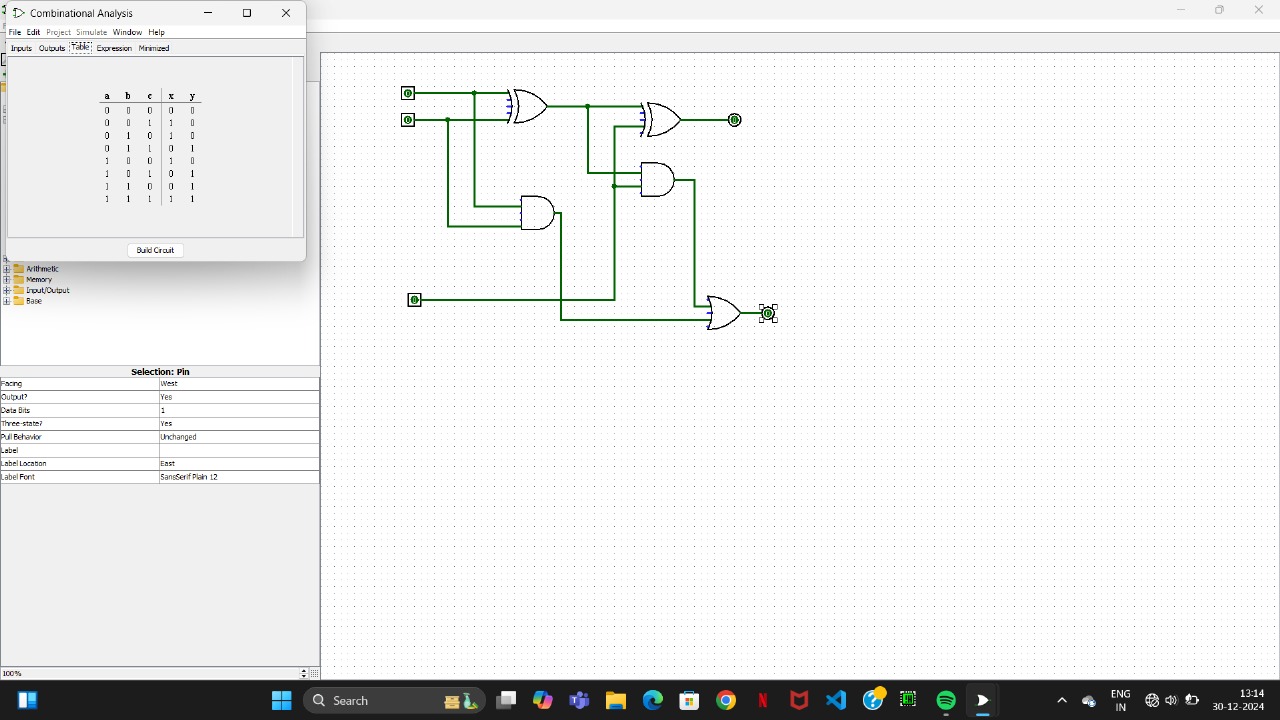 Combinational Analysis
File Edit Project Simulate Window Help
Inputs Outputs Table Expression Minimized
a b c x y
0 0 0 0 0
0 0 1 1 0
0 1 0 1 0
0 1 1 0 1
1 0 0 1 0
1 0 1 0 1
1 1 0 0 1
1 1 1 1 1
Build Circuit
Arithmetic
Memory
Input/Output
Base
Selection: Pin
Facing West
Output? Yes
Data Bits 1
Three-state? Yes
Pull Behavior Unchanged
Label
Label Location East
Label Font SansSerif Plain 12
100%
Search
ENG
IN
13:14
30-12-2024